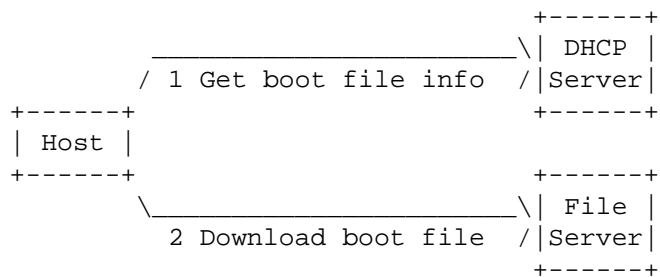 DHCP
1 Get boot file info Server
Host
File
2 Download boot file Server